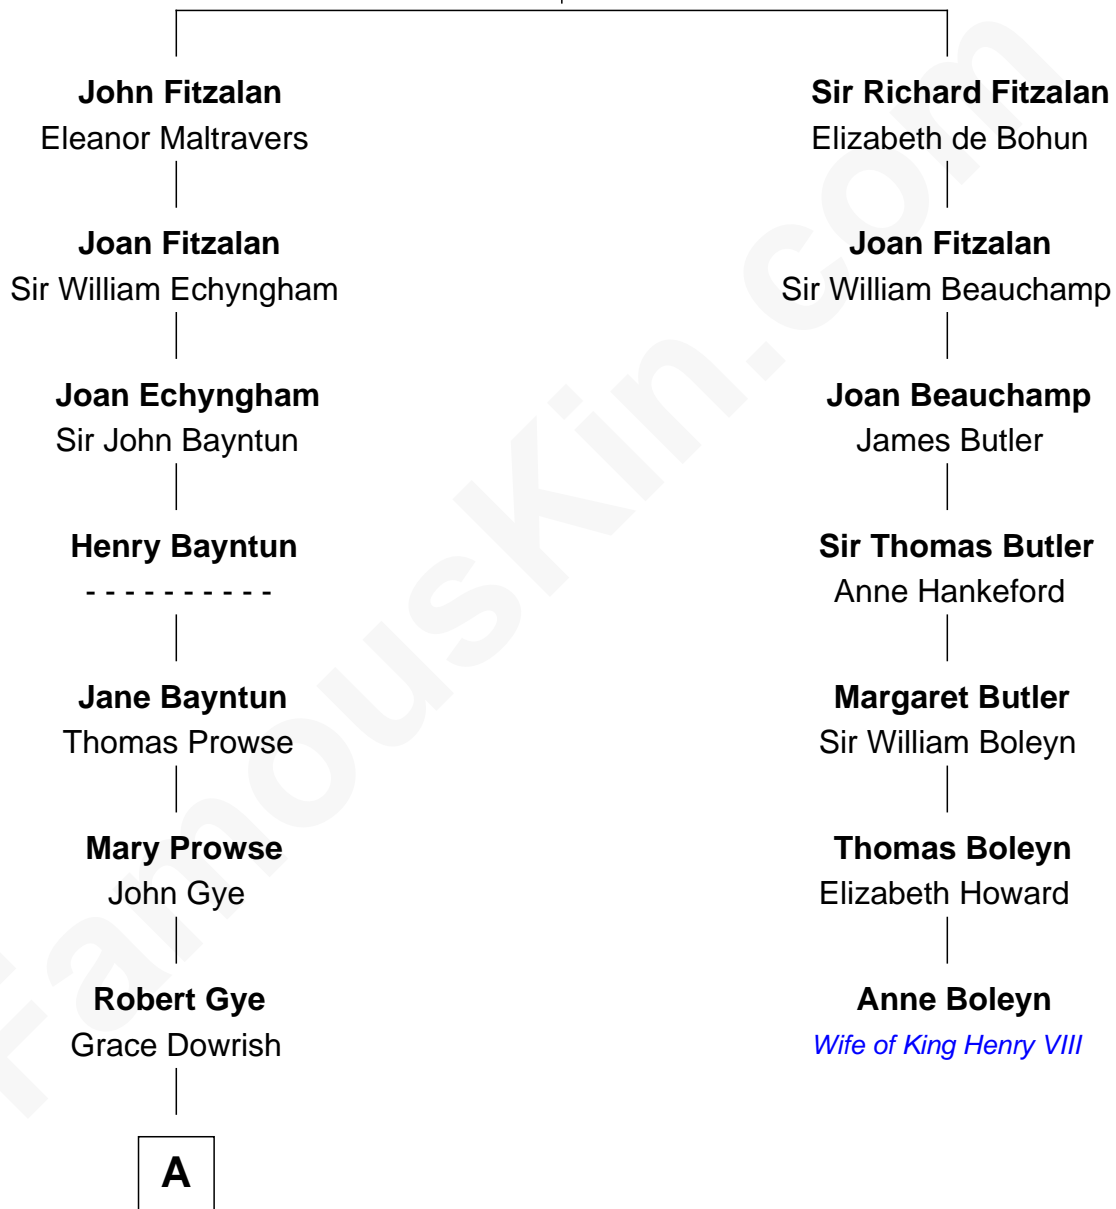 John Fitzalan
Eleanor Maltravers
Joan Fitzalan
Sir William Echyngham
Joan Echyngham
Sir John Bayntun
Henry Bayntun
- - - - - - - - - -
Jane Bayntun
Thomas Prowse
Mary Prowse
John Gye
Robert Gye
Grace Dowrish
A
Sir Richard Fitzalan
Elizabeth de Bohun
Joan Fitzalan
Sir William Beauchamp
Joan Beauchamp
James Butler
Sir Thomas Butler
Anne Hankeford
Margaret Butler
Sir William Boleyn
Thomas Boleyn
Elizabeth Howard
Anne Boleyn
Wife of King Henry VIII
FamousKin.com